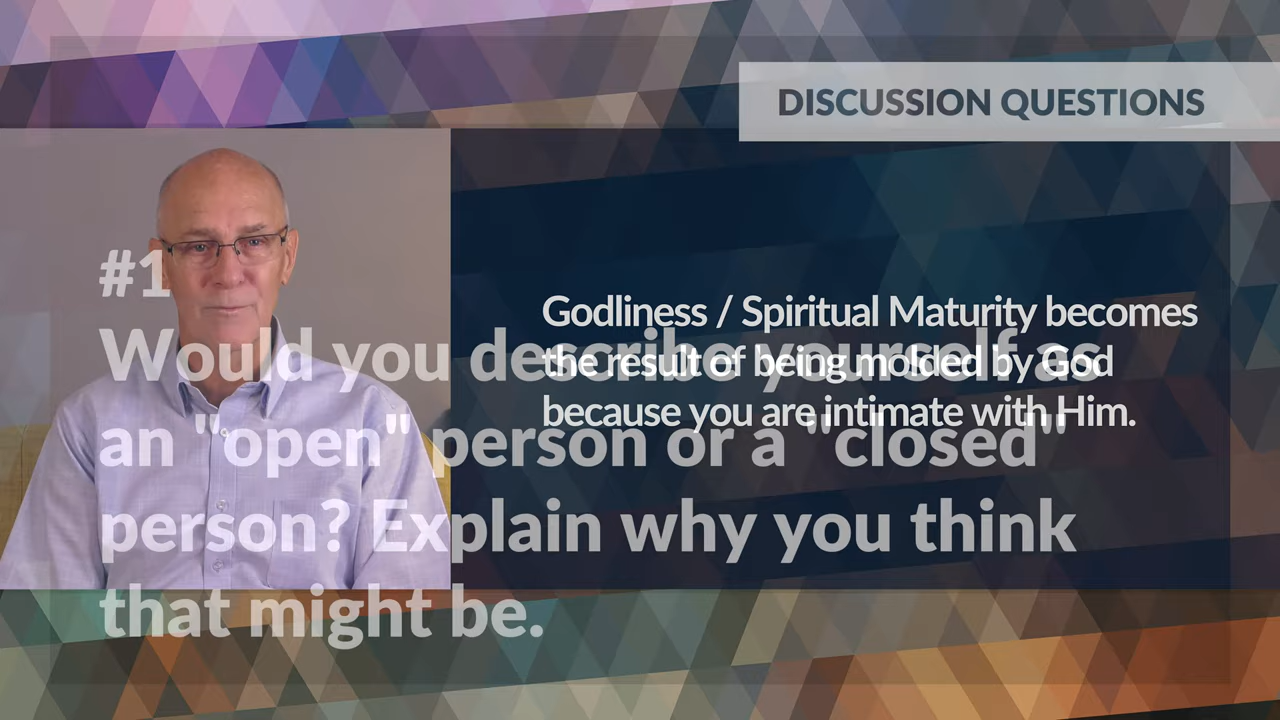 DISCUSSION QUESTIONS
Godliness / Spiritual Maturity becomes
the result of being molded by God
because you are intimate with Him.
#1
Would you describe yourself as
an "open" person or a "closed"
person? Explain why you think
that might be.